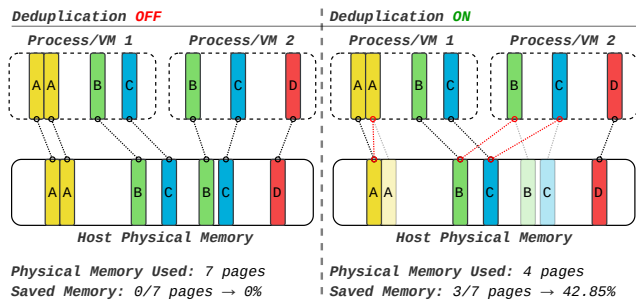 Deduplication OFF
Process/VM 1 Process/VM 2
A A B C B C D
A A B C B C D
Host Physical Memory
Physical Memory Used: 7 pages
Saved Memory: 0/7 pages → 0%
Deduplication ON
Process/VM 1 Process/VM 2
A A B C B C D
A A B C B C D
Host Physical Memory
Physical Memory Used: 4 pages
Saved Memory: 3/7 pages → 42.85%